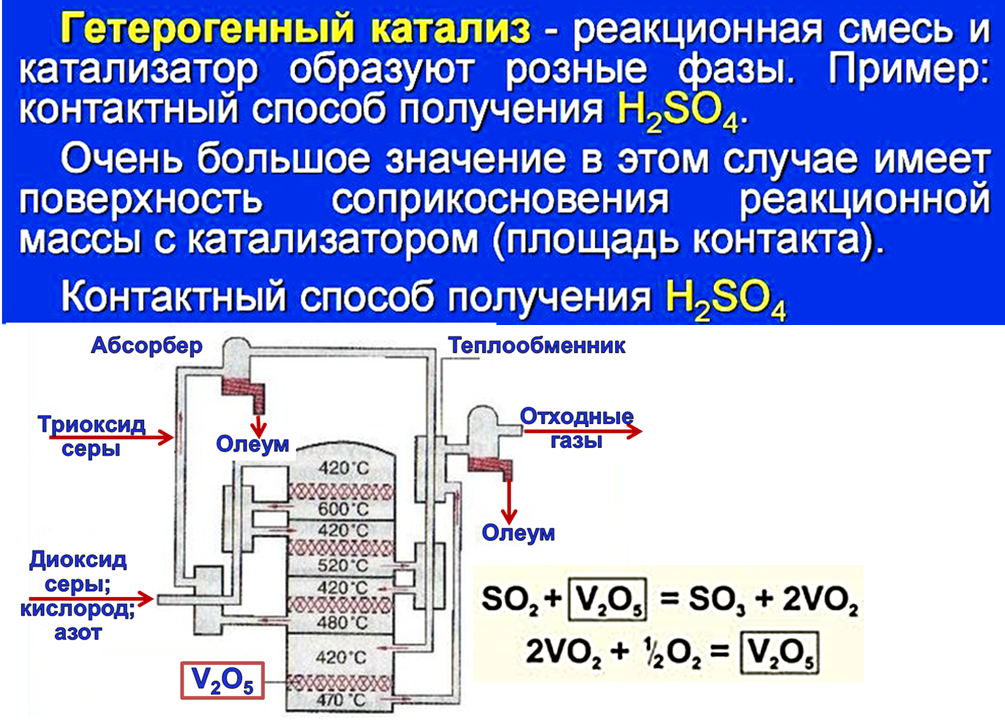 Гетерогенный катализ - реакционная смесь и
катализатор образуют розные фазы. Пример:
контактный способ получения H₂SO₄.
Очень большое значение в этом случае имеет
поверхность соприкосновения реакционной
массы с катализатором (площадь контакта).
Контактный способ получения H₂SO₄
Абсорбер
Теплообменник
Триоксид
серы
Олеум
Отходные
газы
420°C
600°C
420°C
520°C
420°C
480°C
420°C
470°C
Олеум
Диоксид
серы;
кислород;
азот
V₂O₅
SO₂ + V₂O₅ = SO₃ + 2VO₂
2VO₂ + ½O₂ = V₂O₅